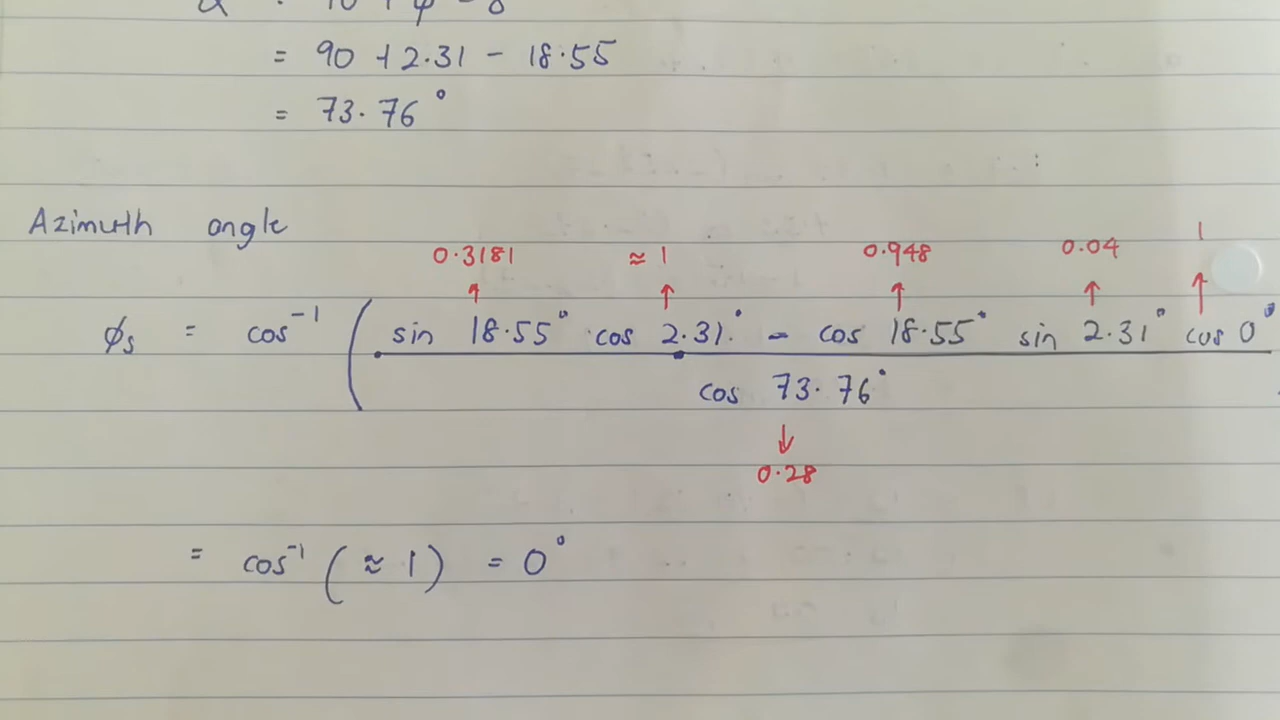 = 90 + 2.31 - 18.55
= 73.76°
Azimuth angle
0.3181 ≈ 1 0.948 0.04 1
ϕs = cos⁻¹ ( sin 18.55° cos 2.31° - cos 18.55° sin 2.31° cos 0°
cos 73.76°
0.28
= cos⁻¹ ( ≈ 1 ) = 0°